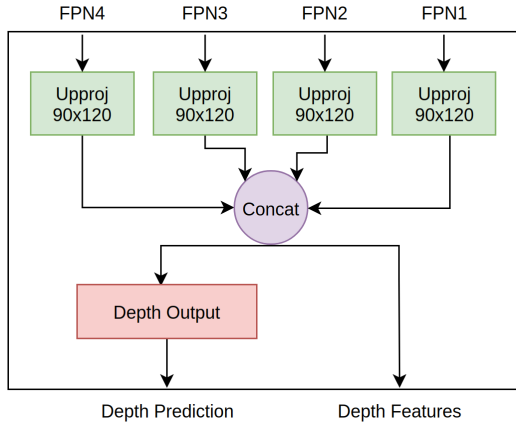 FPN4 FPN3 FPN2 FPN1
Upproj Upproj Upproj Upproj
90x120 90x120 90x120 90x120
Concat
Depth Output
Depth Prediction Depth Features